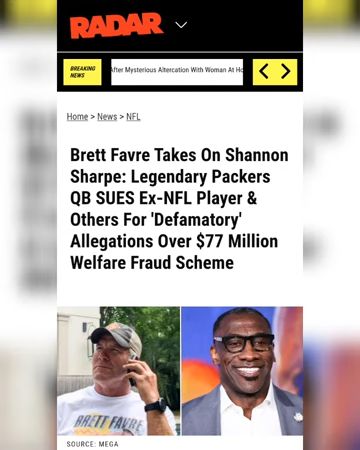 RADAR
BREAKING
NEWS
After Mysterious Altercation With Woman At Ho
Home > News > NFL
Brett Favre Takes On Shannon
Sharpe: Legendary Packers
QB SUES Ex-NFL Player &
Others For 'Defamatory'
Allegations Over $77 Million
Welfare Fraud Scheme
BRETT FAVRE
SOURCE: MEGA